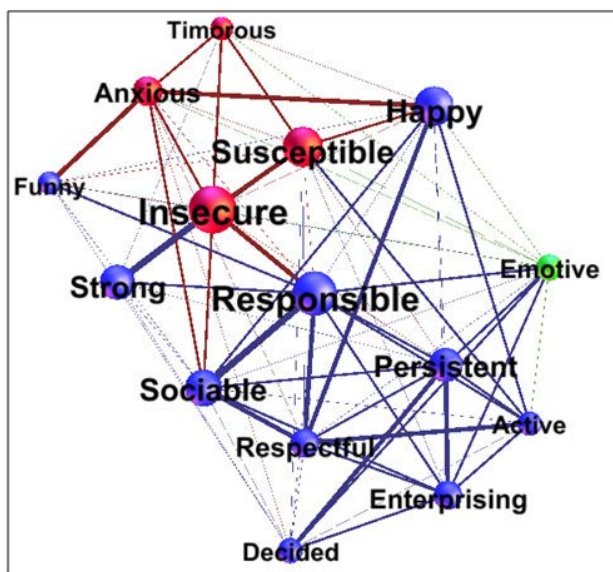 Timorous
Anxious
Happy
Susceptible
Funny
Insecure
Emotive
Strong
Responsible
Persistent
Sociable
Active
Respectful
Enterprising
Decided